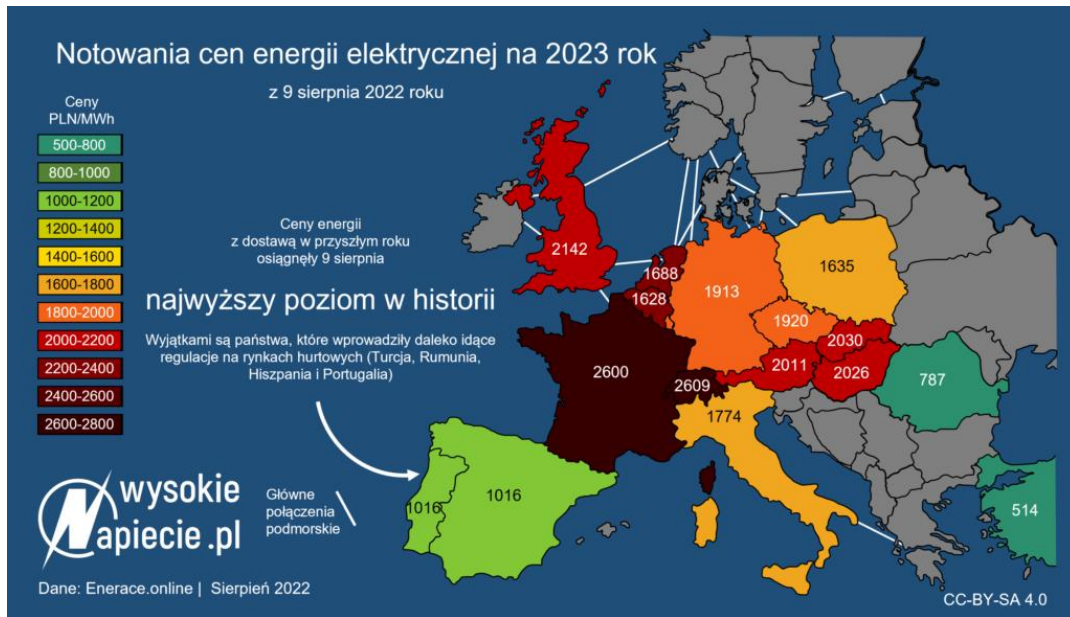 Notowania cen energii elektrycznej na 2023 rok
z 9 sierpnia 2022 roku
Ceny
PLN/MWh
500-800
800-1000
1000-1200
1200-1400
1400-1600
1600-1800
1800-2000
2000-2200
2200-2400
2400-2600
2600-2800
Ceny energii
z dostawą w przyszłym roku
osiągnęły 9 sierpnia
najwyższy poziom w historii
Wyjątkami są państwa, które wprowadziły daleko idące
regulacje na rynkach hurtowych (Turcja, Rumunia,
Hiszpania i Portugalia)
2142
1688
1628
1913
1635
1920
2030
2011
2026
787
2600
2609
1774
1016
1016
514
wysokie
Napiecie.pl
Główne
połączenia
podmorskie
Dane: Enerace.online | Sierpień 2022
CC-BY-SA 4.0